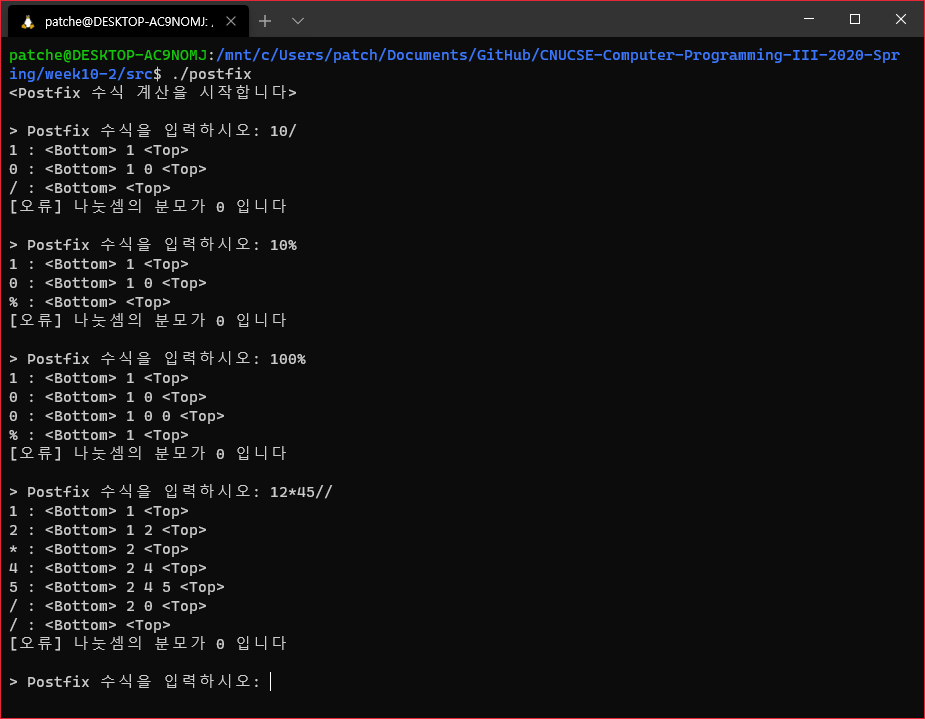 patche@DESKTOP-AC9NOMJ: ,
patche@DESKTOP-AC9NOMJ:/mnt/c/Users/patch/Documents/GitHub/CNUCSE-Computer-Programming-III-2020-Spr
ing/week10-2/src$ ./postfix
<Postfix 수식 계산을 시작합니다>
> Postfix 수식을 입력하시오: 10/
1 : <Bottom> 1 <Top>
0 : <Bottom> 1 0 <Top>
/ : <Bottom> <Top>
[오류] 나눗셈의 분모가 0 입니다
> Postfix 수식을 입력하시오: 10%
1 : <Bottom> 1 <Top>
0 : <Bottom> 1 0 <Top>
% : <Bottom> <Top>
[오류] 나눗셈의 분모가 0 입니다
> Postfix 수식을 입력하시오: 100%
1 : <Bottom> 1 <Top>
0 : <Bottom> 1 0 <Top>
0 : <Bottom> 1 0 0 <Top>
% : <Bottom> 1 <Top>
[오류] 나눗셈의 분모가 0 입니다
> Postfix 수식을 입력하시오: 12*45//
1 : <Bottom> 1 <Top>
2 : <Bottom> 1 2 <Top>
* : <Bottom> 2 <Top>
4 : <Bottom> 2 4 <Top>
5 : <Bottom> 2 4 5 <Top>
/ : <Bottom> 2 0 <Top>
/ : <Bottom> <Top>
[오류] 나눗셈의 분모가 0 입니다
> Postfix 수식을 입력하시오: